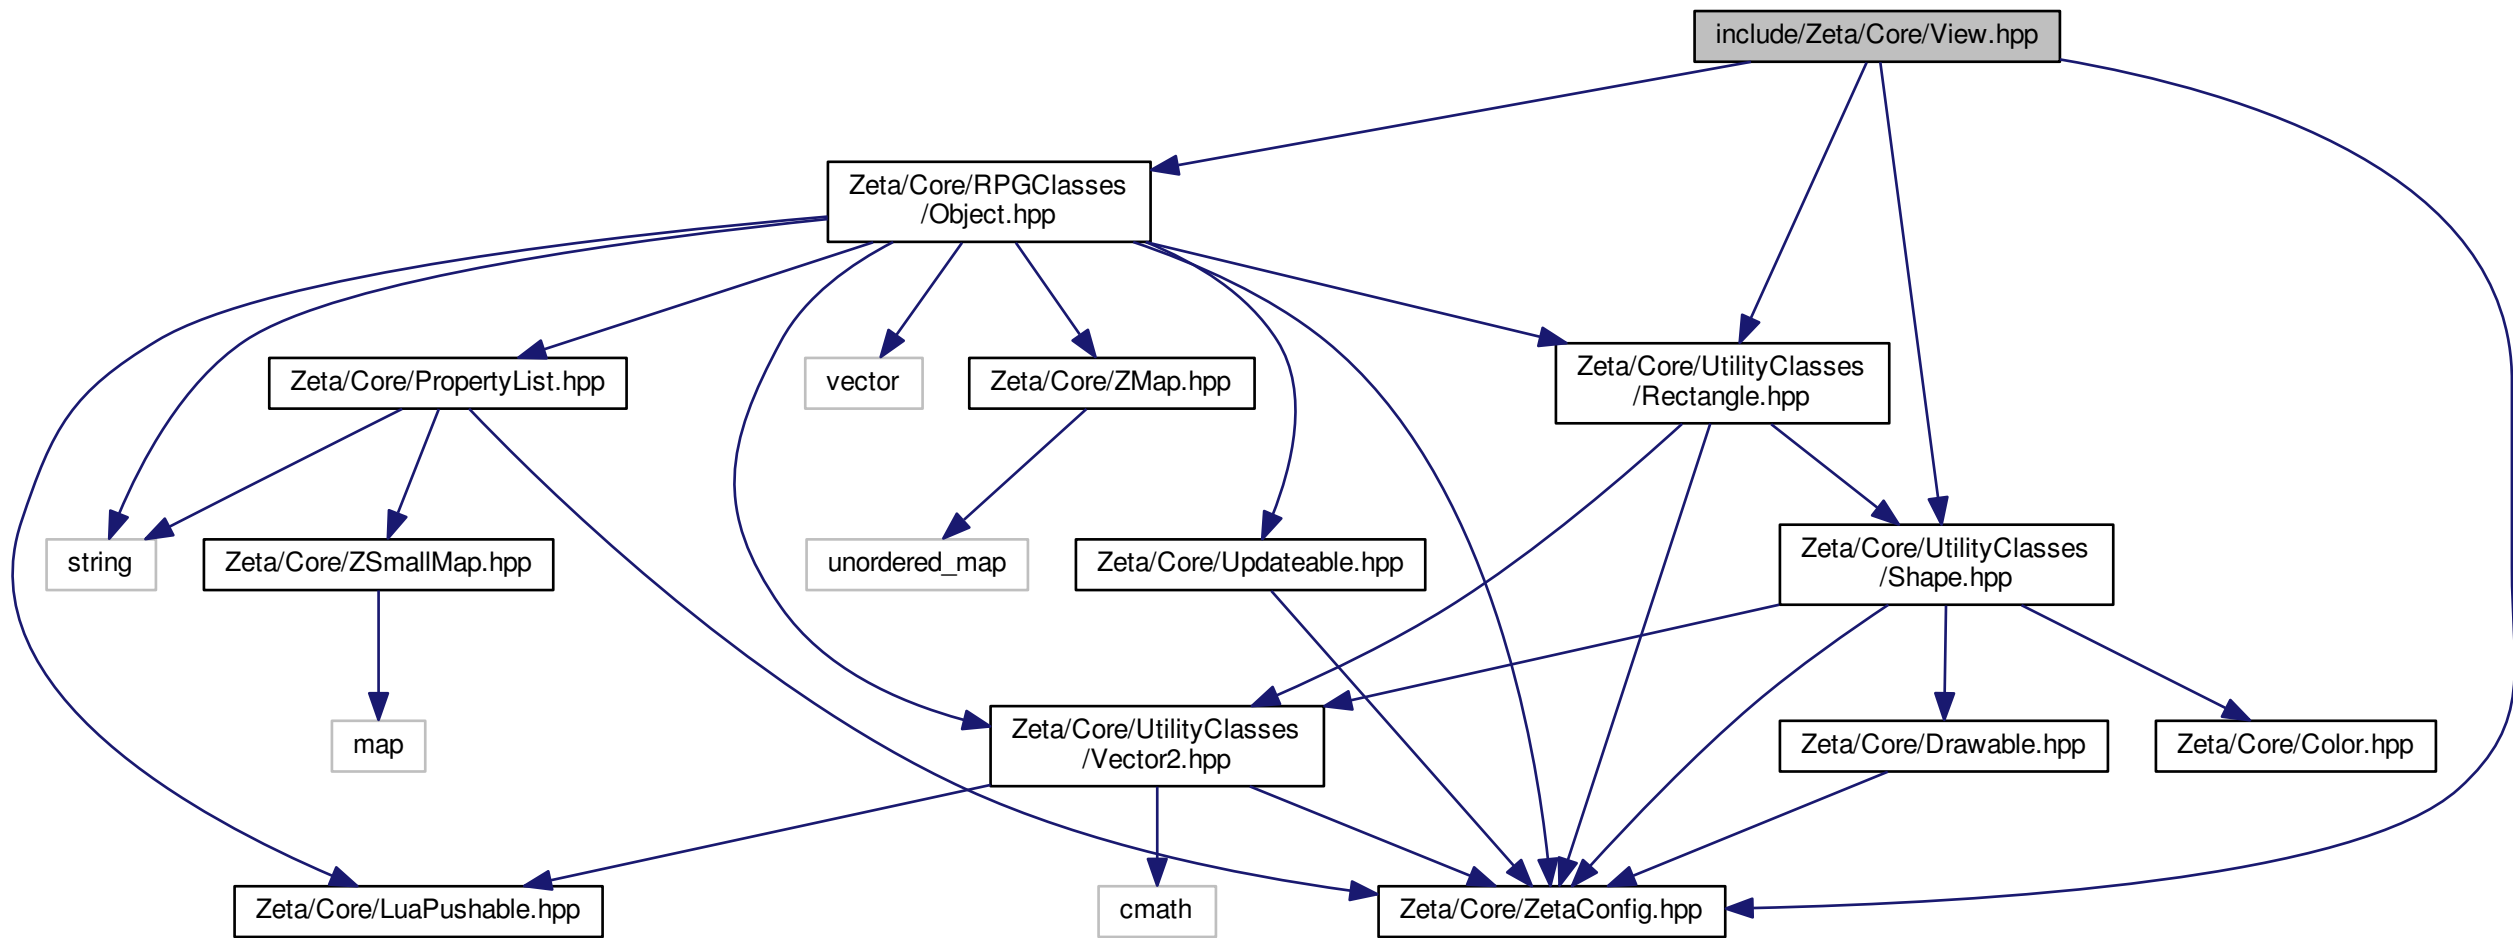 include/Zeta/Core/View.hpp
Zeta/Core/RPGClasses
/Object.hpp
Zeta/Core/PropertyList.hpp
vector
Zeta/Core/ZMap.hpp
Zeta/Core/UtilityClasses
/Rectangle.hpp
string
Zeta/Core/ZSmallMap.hpp
unordered_map
Zeta/Core/Updateable.hpp
Zeta/Core/UtilityClasses
/Shape.hpp
map
Zeta/Core/UtilityClasses
/Vector2.hpp
Zeta/Core/Drawable.hpp
Zeta/Core/Color.hpp
Zeta/Core/LuaPushable.hpp
cmath
Zeta/Core/ZetaConfig.hpp